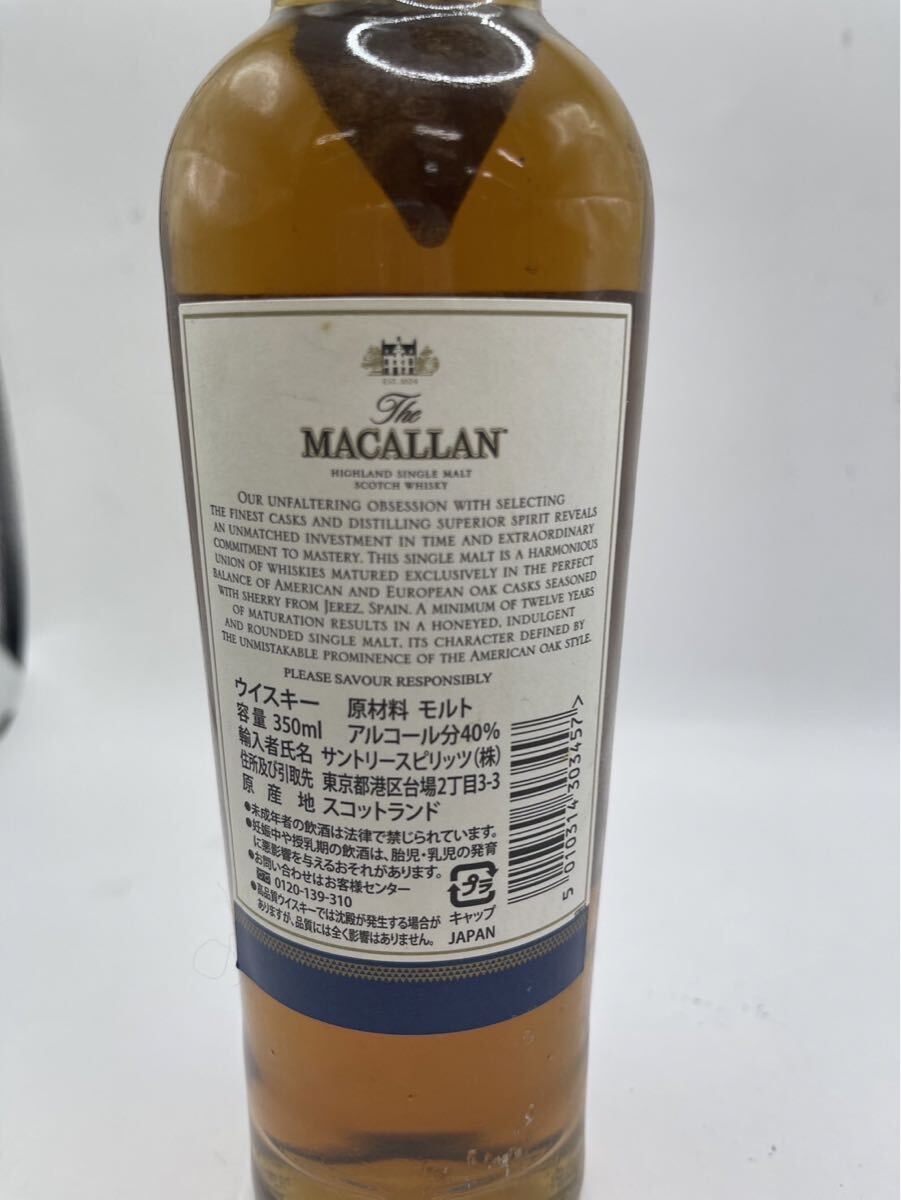 EST. 1824
The
MACALLAN
HIGHLAND SINGLE MALT
SCOTCH WHISKY
OUR UNFALTERING OBSESSION WITH SELECTING
THE FINEST CASKS AND DISTILLING SUPERIOR SPIRIT REVEALS
AN UNMATCHED INVESTMENT IN TIME AND EXTRAORDINARY
COMMITMENT TO MASTERY. THIS SINGLE MALT IS A HARMONIOUS
UNION OF WHISKIES MATURED EXCLUSIVELY IN THE PERFECT
BALANCE OF AMERICAN AND EUROPEAN OAK CASKS SEASONED
WITH SHERRY FROM JEREZ, SPAIN. A MINIMUM OF TWELVE YEARS
OF MATURATION RESULTS IN A HONEYED, INDULGENT
AND ROUNDED SINGLE MALT, ITS CHARACTER DEFINED BY
THE UNMISTAKABLE PROMINENCE OF THE AMERICAN OAK STYLE.
PLEASE SAVOUR RESPONSIBLY
ウイスキー 原材料 モルト
容量 350ml アルコール分40%
輸入者氏名 サントリースピリッツ(株)
住所及び引取先 東京都港区台場2丁目3-3
原産地 スコットランド
●未成年者の飲酒は法律で禁じられています。
●妊娠中や授乳期の飲酒は、胎児・乳児の発育
に悪影響を与えるおそれがあります。
●お問い合わせはお客様センター
0120-139-310
●高品質ウイスキーでは沈殿が発生する場合が
ありますが、品質には全く影響はありません。
プラ
キャップ
JAPAN
5 010314 303457 >